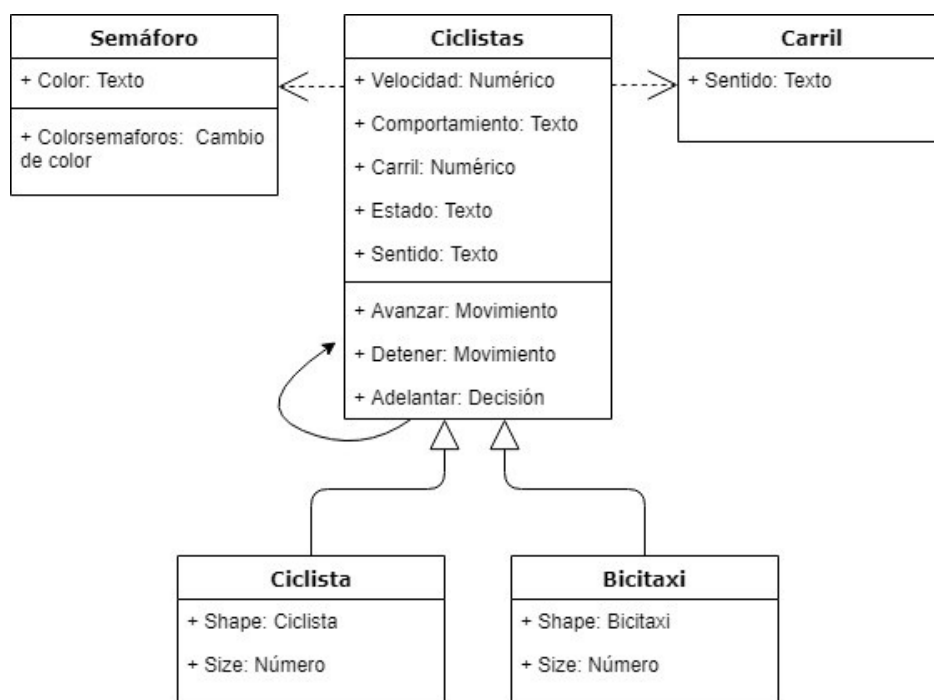 Semáforo
+ Color: Texto
+ Colorsemaforos: Cambio
de color
Ciclistas
+ Velocidad: Numérico
+ Comportamiento: Texto
+ Carril: Numérico
+ Estado: Texto
+ Sentido: Texto
+ Avanzar: Movimiento
+ Detener: Movimiento
+ Adelantar: Decisión
Carril
+ Sentido: Texto
Ciclista
+ Shape: Ciclista
+ Size: Número
Bicitaxi
+ Shape: Bicitaxi
+ Size: Número